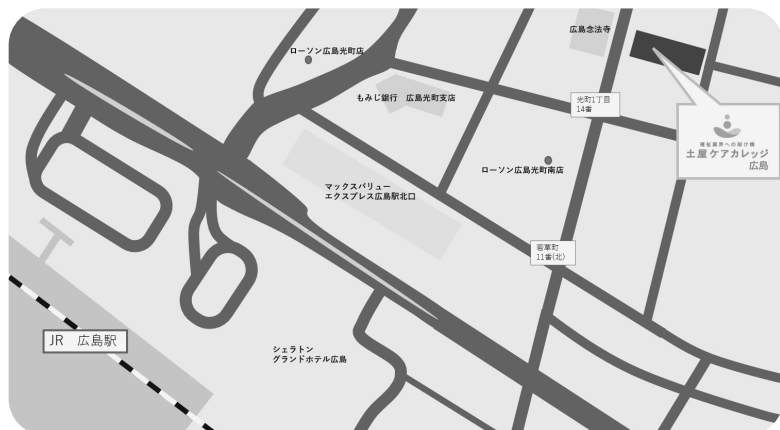 広島念法寺
ローソン広島光町店
もみじ銀行　広島光町支店
光町1丁目
14番
福祉業界への架け橋
土屋ケアカレッジ
広島
ローソン広島光町南店
マックスバリュー
エクスプレス広島駅北口
若草町
11番(北)
JR　広島駅
シェラトン
グランドホテル広島